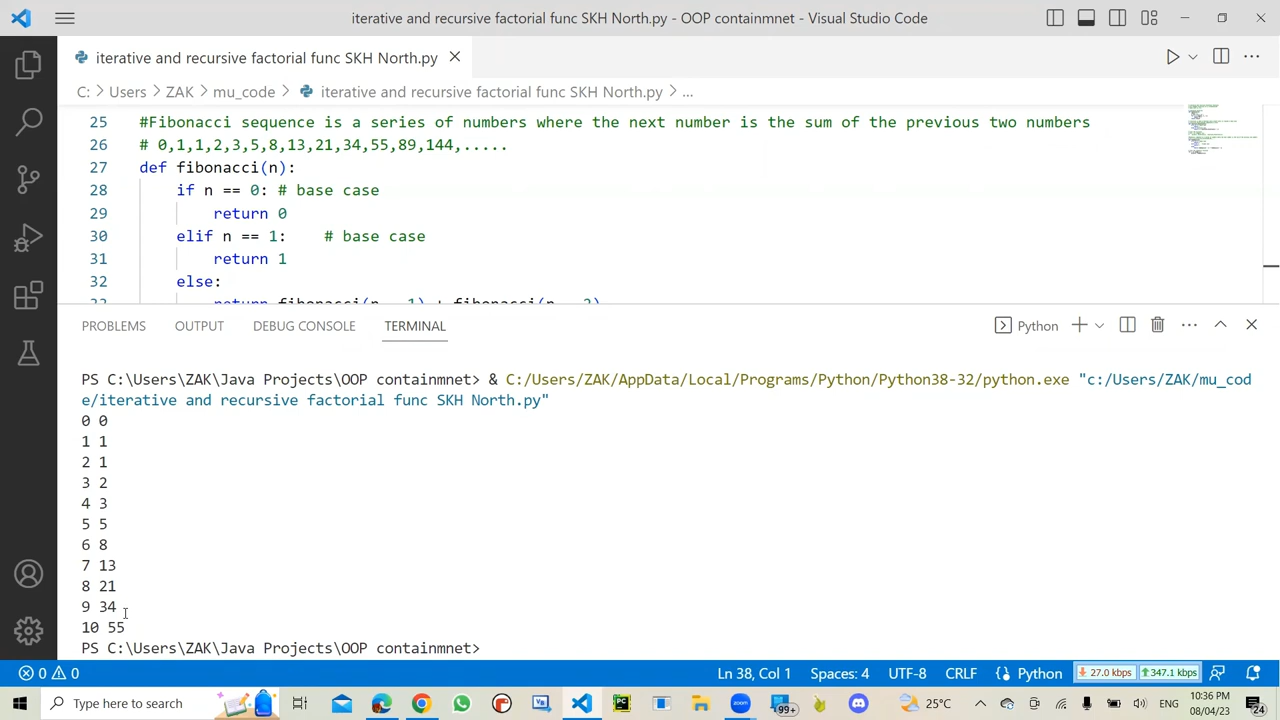 iterative and recursive factorial func SKH North.py - OOP containmnet - Visual Studio Code
iterative and recursive factorial func SKH North.py
C: > Users > ZAK > mu_code > iterative and recursive factorial func SKH North.py > ...
25 #Fibonacci sequence is a series of numbers where the next number is the sum of the previous two numbers
26 # 0,1,1,2,3,5,8,13,21,34,55,89,144,.....
27 def fibonacci(n):
28 if n == 0: # base case
29 return 0
30 elif n == 1: # base case
31 return 1
32 else:
33 return fibonacci(n - 1) + fibonacci(n - 2)
PROBLEMS OUTPUT DEBUG CONSOLE TERMINAL Python
PS C:\Users\ZAK\Java Projects\OOP containmnet> & C:/Users/ZAK/AppData/Local/Programs/Python/Python38-32/python.exe "c:/Users/ZAK/mu_cod
e/iterative and recursive factorial func SKH North.py"
0 0
1 1
2 1
3 2
4 3
5 5
6 8
7 13
8 21
9 34
10 55
PS C:\Users\ZAK\Java Projects\OOP containmnet>
0 0 Ln 38, Col 1 Spaces: 4 UTF-8 CRLF Python 27.0 kbps 347.1 kbps
Type here to search zoom 99+ 25°C ENG 10:36 PM
08/04/23 24